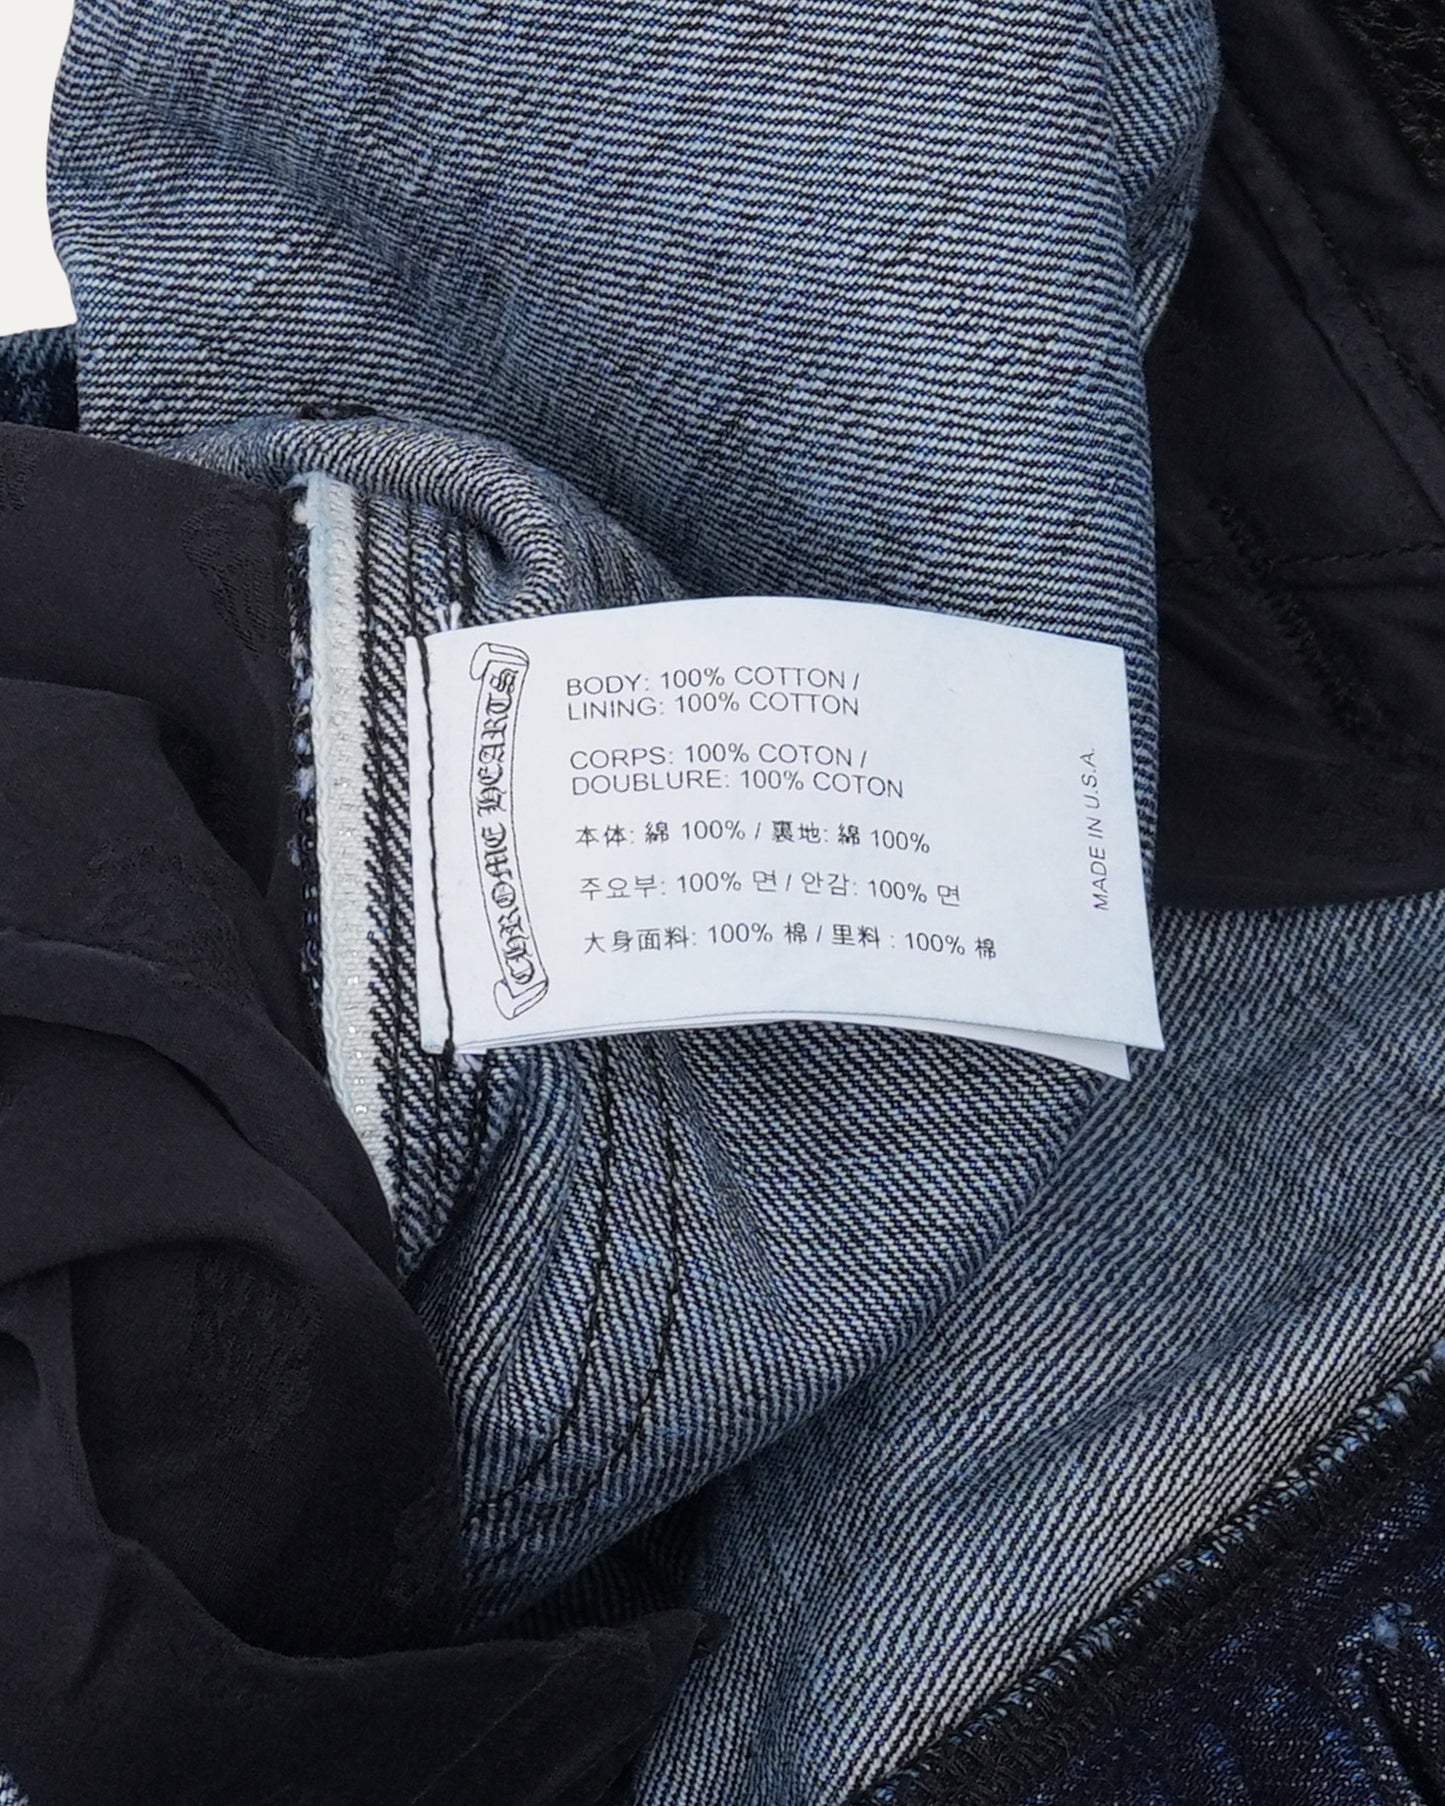 CHROME HEARTS
BODY: 100% COTTON /
LINING: 100% COTTON
CORPS: 100% COTON /
DOUBLURE: 100% COTON
本体: 綿 100% / 裏地: 綿 100%
주요부: 100% 면 / 안감: 100% 면
大身面料: 100% 棉 / 里料 : 100% 棉
MADE IN U.S.A.